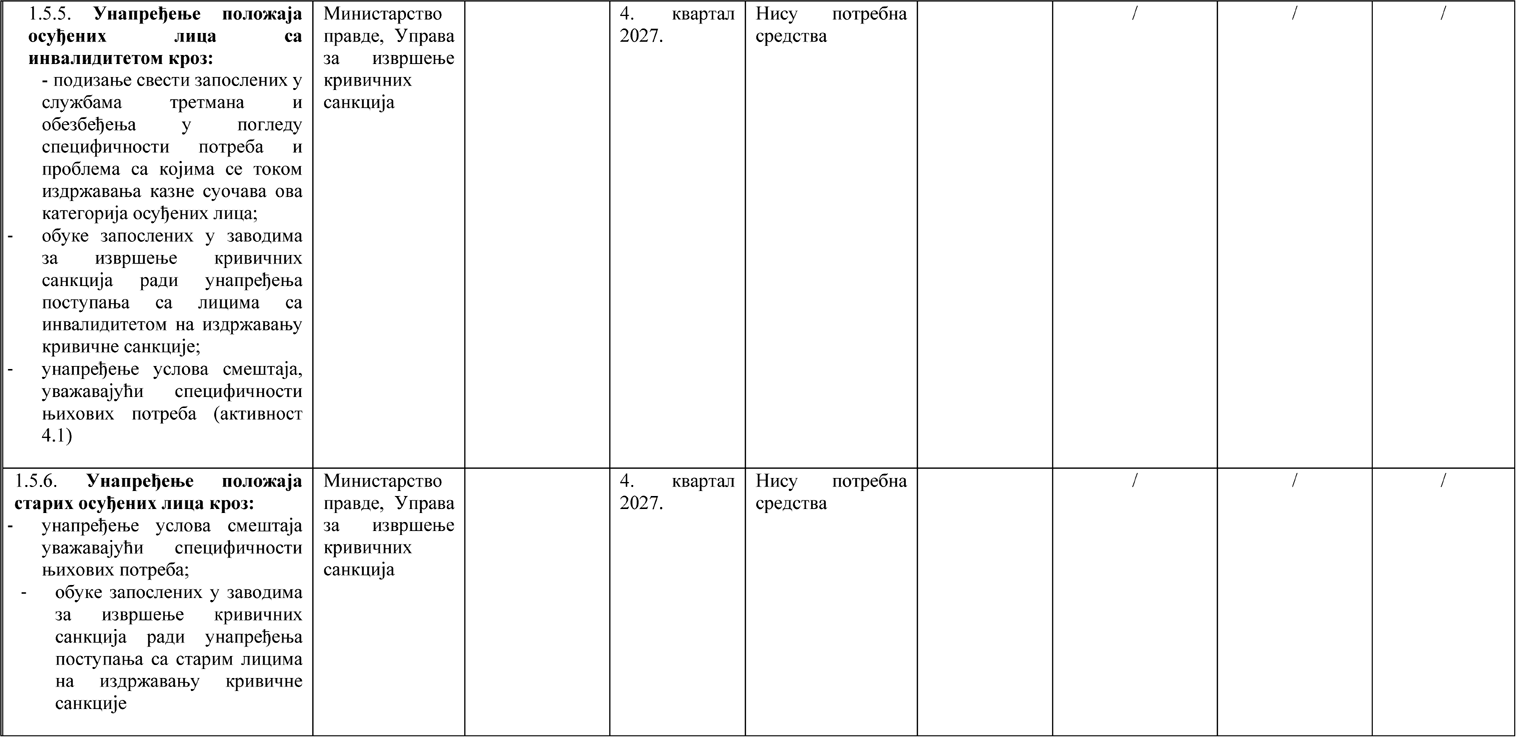 1.5.5. Унапређење положаја
осуђених лица са
инвалидитетом кроз:
- подизање свести запослених у
службама третмана и
обезбеђења у погледу
специфичности потреба и
проблема са којима се током
издржавања казне суочава ова
категорија осуђених лица;
- обуке запослених у заводима
за извршење кривичних
санкција ради унапређења
поступања са лицима са
инвалидитетом на издржавању
кривичне санкције;
- унапређење услова смештаја,
уважавајући специфичности
њихових потреба (активност
4.1)
Министарство
правде, Управа
за извршење
кривичних
санкција
4. квартал
2027.
Нису потребна
средства
/
/
/
1.5.6. Унапређење положаја
старих осуђених лица кроз:
- унапређење услова смештаја
уважавајући специфичности
њихових потреба;
- обуке запослених у заводима
за извршење кривичних
санкција ради унапређења
поступања са старим лицима
на издржавању кривичне
санкције
Министарство
правде, Управа
за извршење
кривичних
санкција
4. квартал
2027.
Нису потребна
средства
/
/
/